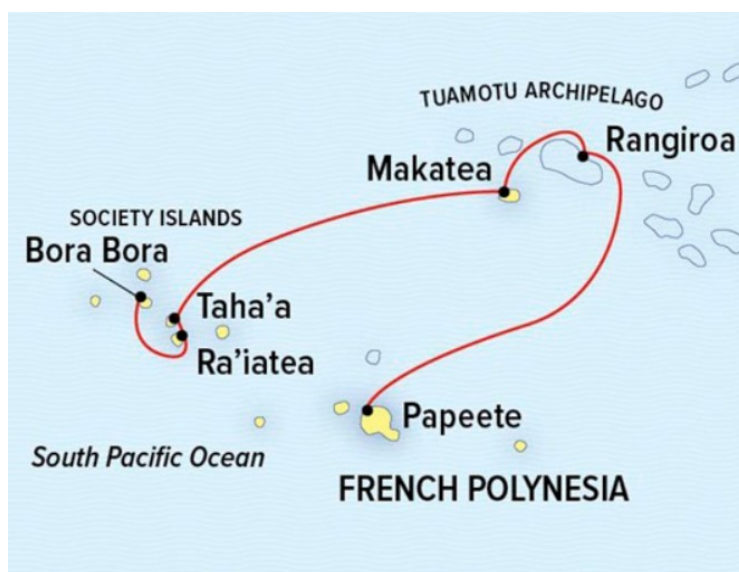 TUAMOTU ARCHIPELAGO
Rangiroa
Makatea
SOCIETY ISLANDS
Bora Bora
Taha’a
Ra’iatea
Papeete
South Pacific Ocean
FRENCH POLYNESIA